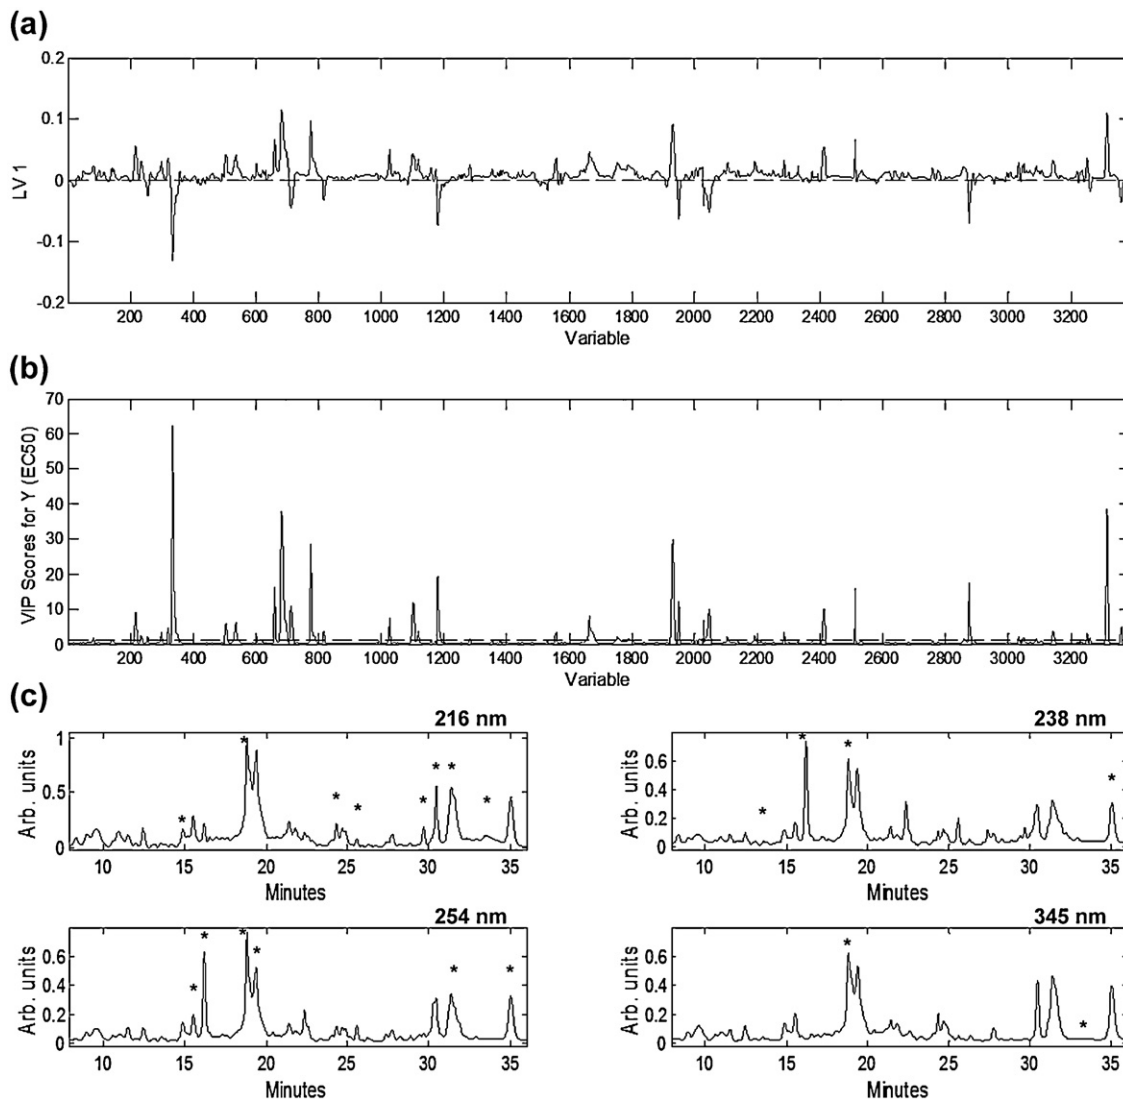 (a)
0.2
0.1
0
-0.1
-0.2
LV 1
200 400 600 800 1000 1200 1400 1600 1800 2000 2200 2400 2600 2800 3000 3200
Variable
(b)
70
60
50
40
30
20
10
0
VIP Scores for Y (EC50)
200 400 600 800 1000 1200 1400 1600 1800 2000 2200 2400 2600 2800 3000 3200
Variable
(c)
216 nm
1
0.5
0
Arb. units
* * * * * * * *
10 15 20 25 30 35
Minutes
238 nm
0.6
0.4
0.2
0
Arb. units
* * * *
10 15 20 25 30 35
Minutes
254 nm
0.6
0.4
0.2
0
Arb. units
* * * * * *
10 15 20 25 30 35
Minutes
345 nm
0.6
0.4
0.2
0
Arb. units
* *
10 15 20 25 30 35
Minutes